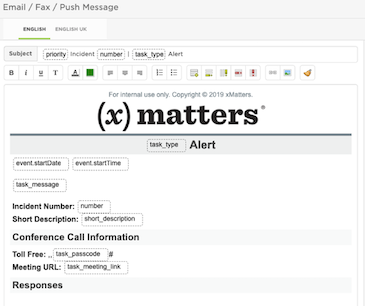 Email / Fax / Push Message
ENGLISH ENGLISH UK
Subject priority Incident number | task_type Alert
B I U T A
For internal use only. Copyright © 2019 xMatters.
(x) matters®
task_type Alert
event.startDate event.startTime
task_message
Incident Number: number
Short Description: short_description
Conference Call Information
Toll Free: ,, task_passcode #
Meeting URL: task_meeting_link
Responses